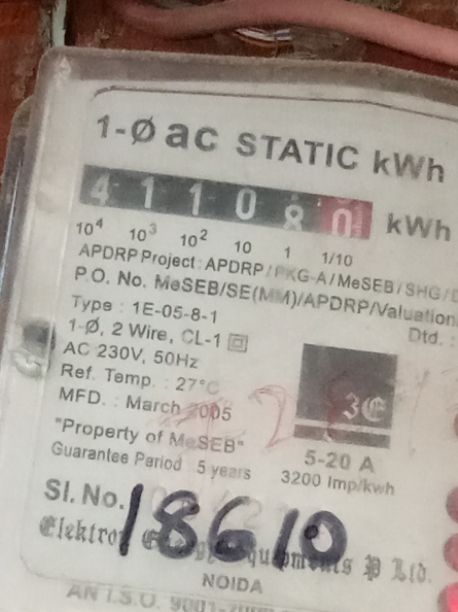 1-Ø ac STATIC kWh
4 1 1 0 8 0 kWh
10⁴ 10³ 10² 10 1 1/10
APDRP Project: APDRP/PKG-A/MeSEB/SHG/
P.O. No. MeSEB/SE(MM)/APDRP/Valuation
Dtd. :
Type : 1E-05-8-1
1-Ø, 2 Wire, CL-1
AC 230V, 50Hz
Ref. Temp. : 27°C
MFD. : March 2005
"Property of MeSEB"
Guarantee Period 5 years
5-20 A
3200 Imp/kwh
Sl. No.
18610
P Ltd.
NOIDA
AN I.S.O.